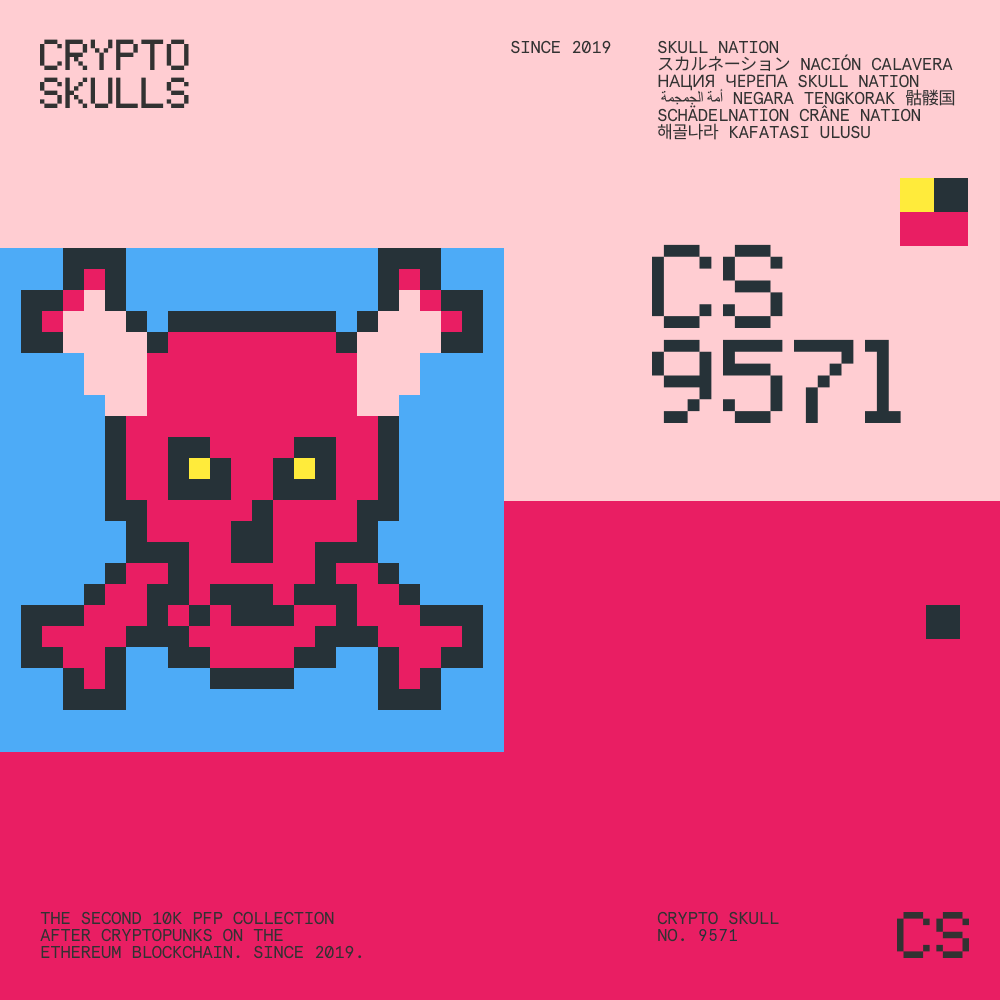 CRYPTO
SKULLS
SINCE 2019
SKULL NATION
スカルネーション NACIÓN CALAVERA
НАЦИЯ ЧЕРЕПА SKULL NATION
أمة الجمجمة NEGARA TENGKORAK 骷髅国
SCHÄDELNATION CRÂNE NATION
해골나라 KAFATASI ULUSU
CS
9571
THE SECOND 10K PFP COLLECTION
AFTER CRYPTOPUNKS ON THE
ETHEREUM BLOCKCHAIN. SINCE 2019.
CRYPTO SKULL
NO. 9571
CS